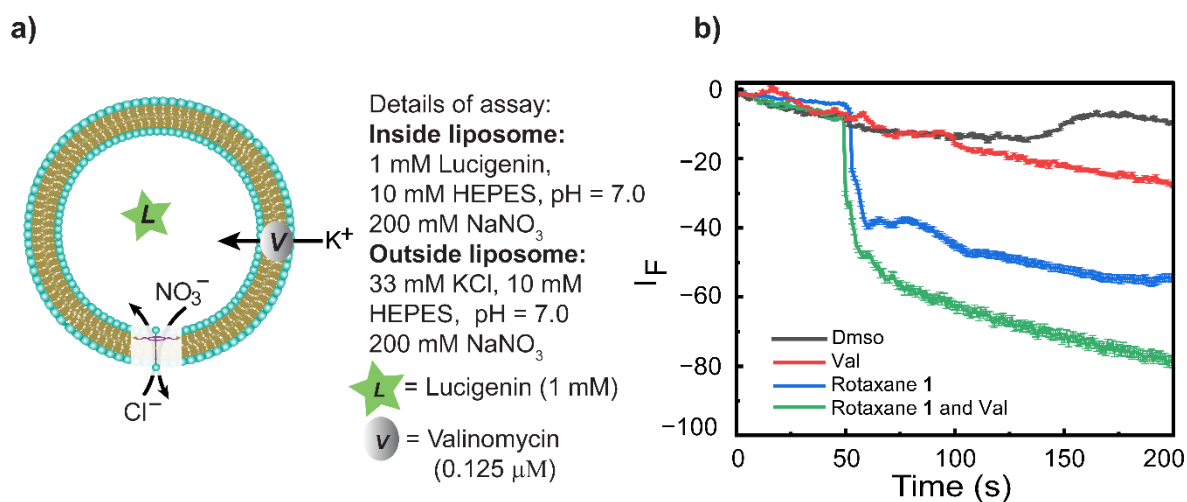 a)
Details of assay:
Inside liposome:
1 mM Lucigenin,
10 mM HEPES, pH = 7.0
200 mM NaNO₃
Outside liposome:
33 mM KCl, 10 mM
HEPES, pH = 7.0
200 mM NaNO₃
L = Lucigenin (1 mM)
V = Valinomycin
(0.125 μM)
L
V
K⁺
NO₃⁻
Cl⁻
b)
0
−20
−40
−60
−80
−100
I_F
Dmso
Val
Rotaxane 1
Rotaxane 1 and Val
0 50 100 150 200
Time (s)